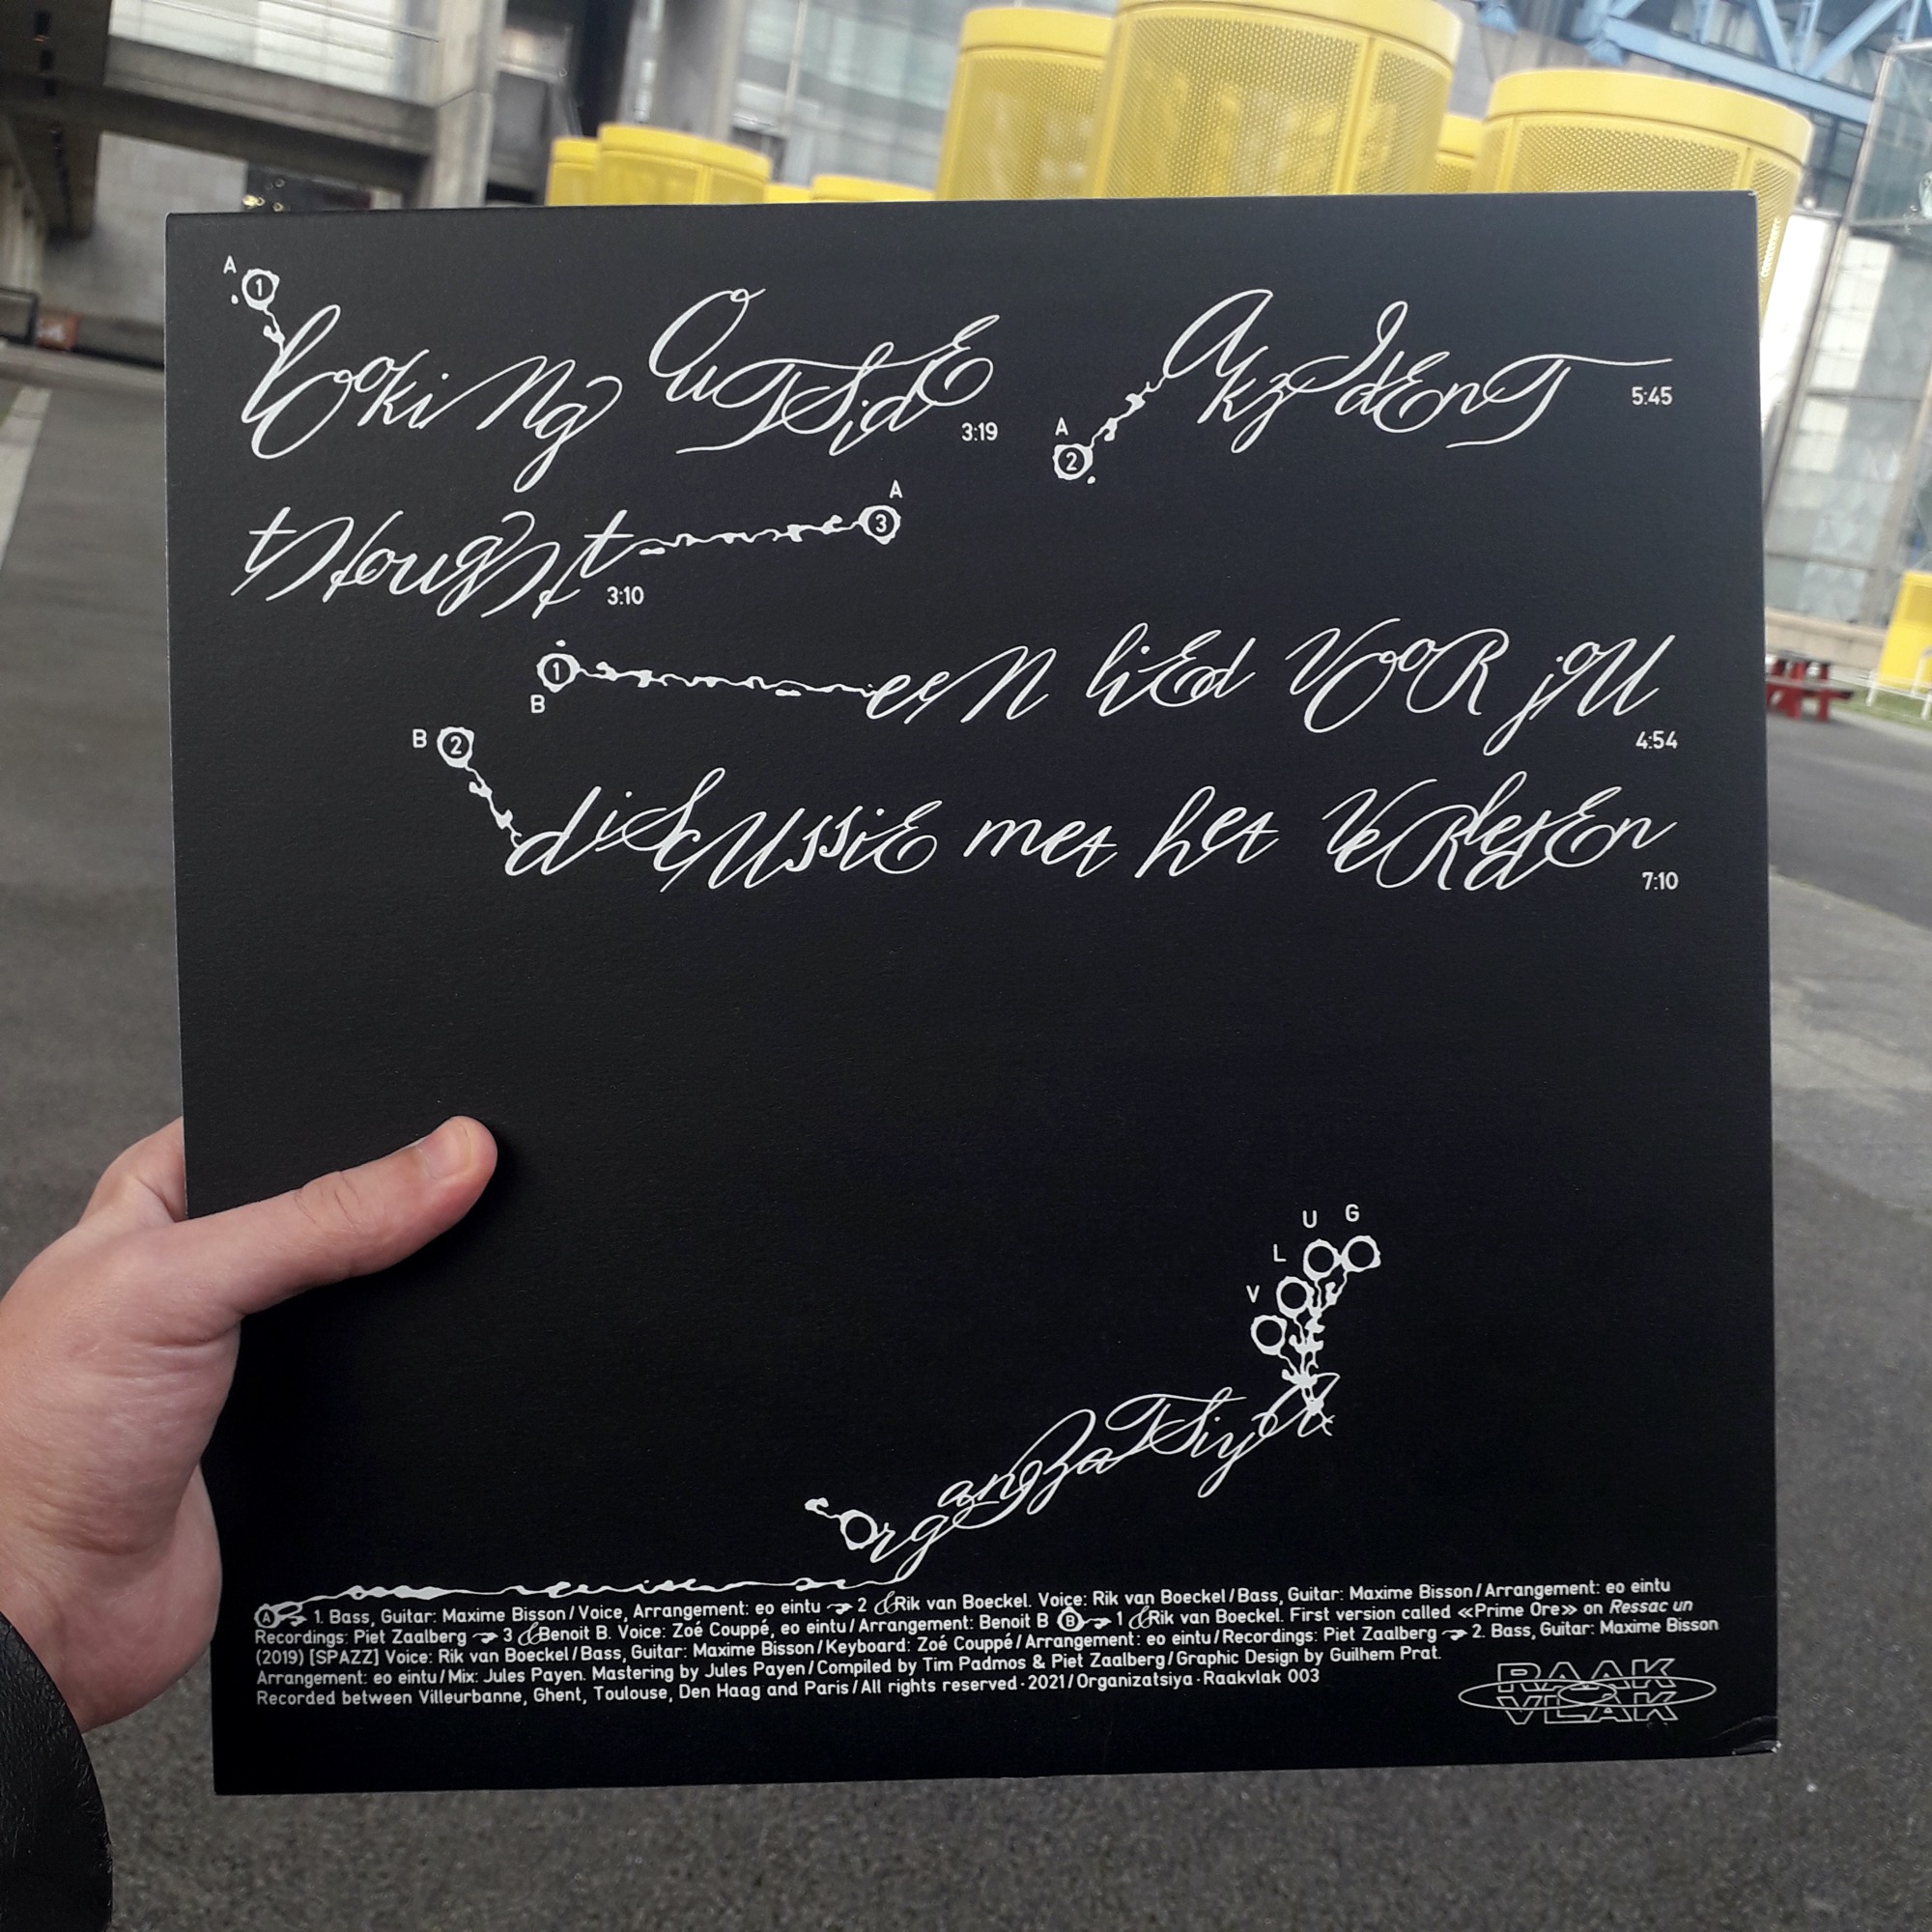 A 1 looking OuTSidE 3:19
A 2 AkzIdEnT 5:45
thought 3:10 A 3
B 1 eeN liEd VOoR joU 4:54
B 2 diScUssiE met het VeRledEn 7:10
U G
L
V
OrganizaTSiyA
A 1. Bass, Guitar: Maxime Bisson / Voice, Arrangement: eo eintu 2 & Rik van Boeckel. Voice: Rik van Boeckel / Bass, Guitar: Maxime Bisson / Arrangement: eo eintu
Recordings: Piet Zaalberg 3 & Benoit B. Voice: Zoé Couppé, eo eintu / Arrangement: Benoit B B 1 & Rik van Boeckel. First version called «Prime Ore» on Ressac un
(2019) [SPAZZ] Voice: Rik van Boeckel / Bass, Guitar: Maxime Bisson / Keyboard: Zoé Couppé / Arrangement: eo eintu / Recordings: Piet Zaalberg 2. Bass, Guitar: Maxime Bisson
Arrangement: eo eintu / Mix: Jules Payen. Mastering by Jules Payen / Compiled by Tim Padmos & Piet Zaalberg / Graphic Design by Guilhem Prat.
Recorded between Villeurbanne, Ghent, Toulouse, Den Haag and Paris / All rights reserved · 2021 / Organizatsiya · Raakvlak 003
RAAK
VLAK